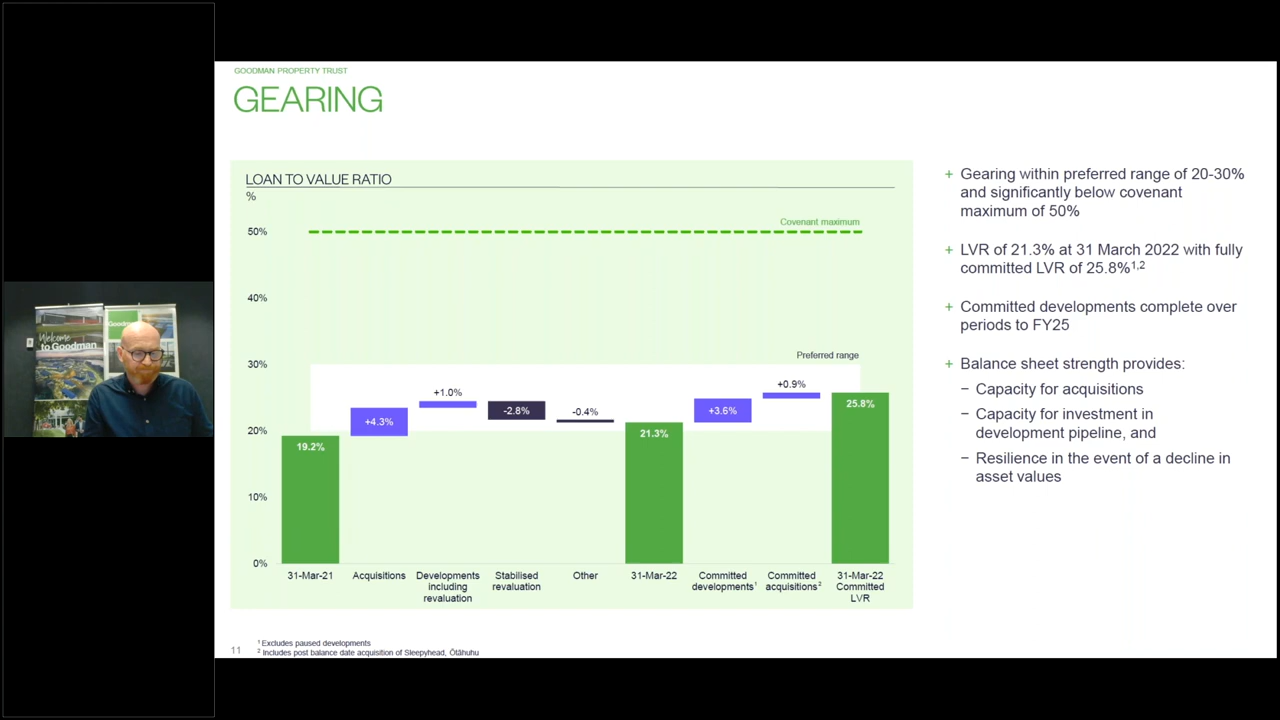 GOODMAN PROPERTY TRUST
GEARING
LOAN TO VALUE RATIO
%
Covenant maximum
50%
40%
30%
20%
10%
0%
Preferred range
19.2%
+4.3%
+1.0%
-2.8%
-0.4%
21.3%
+3.6%
+0.9%
25.8%
31-Mar-21
Acquisitions
Developments
including
revaluation
Stabilised
revaluation
Other
31-Mar-22
Committed
developments¹
Committed
acquisitions²
31-Mar-22
Committed
LVR
+ Gearing within preferred range of 20-30%
and significantly below covenant
maximum of 50%
+ LVR of 21.3% at 31 March 2022 with fully
committed LVR of 25.8%¹,²
+ Committed developments complete over
periods to FY25
+ Balance sheet strength provides:
− Capacity for acquisitions
− Capacity for investment in
development pipeline, and
− Resilience in the event of a decline in
asset values
11
¹ Excludes paused developments
² Includes post balance date acquisition of Sleepyhead, Ōtāhuhu
Welcome
to Goodman
Goodman